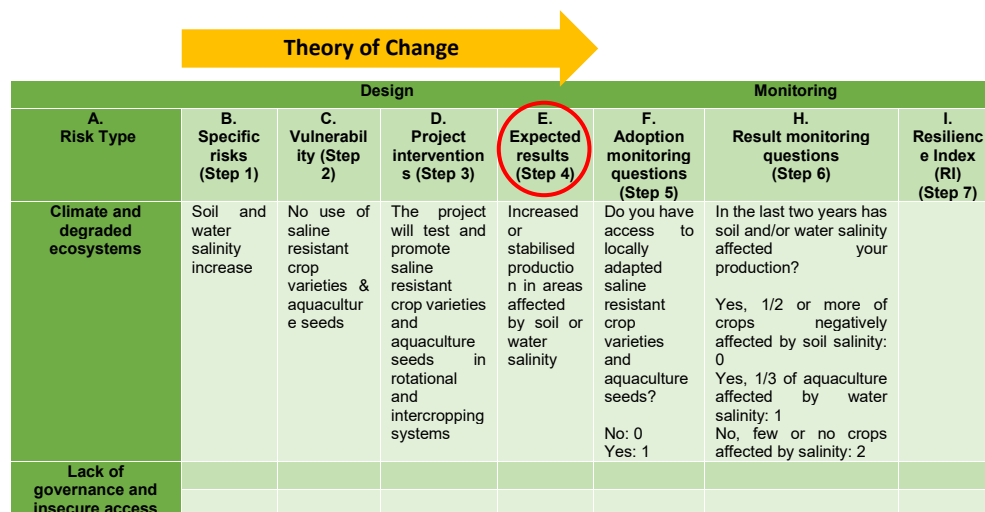 Theory of Change
Design
Monitoring
A.
Risk Type
B.
Specific
risks
(Step 1)
C.
Vulnerabil
ity (Step
2)
D.
Project
intervention
s (Step 3)
E.
Expected
results
(Step 4)
F.
Adoption
monitoring
questions
(Step 5)
H.
Result monitoring
questions
(Step 6)
I.
Resilienc
e Index
(RI)
(Step 7)
Climate and
degraded
ecosystems
Soil and
water
salinity
increase
No use of
saline
resistant
crop
varieties &
aquacultur
e seeds
The project
will test and
promote
saline
resistant
crop varieties
and
aquaculture
seeds in
rotational
and
intercropping
systems
Increased
or
stabilised
productio
n in areas
affected
by soil or
water
salinity
Do you have
access to
locally
adapted
saline
resistant
crop
varieties
and
aquaculture
seeds?
No: 0
Yes: 1
In the last two years has
soil and/or water salinity
affected your
production?
Yes, 1/2 or more of
crops negatively
affected by soil salinity:
0
Yes, 1/3 of aquaculture
affected by water
salinity: 1
No, few or no crops
affected by salinity: 2
Lack of
governance and
insecure access